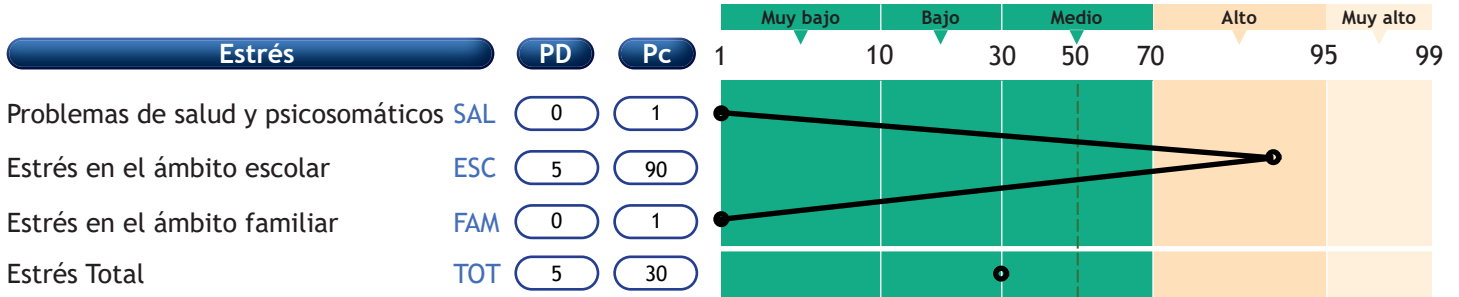 Muy bajo Bajo Medio Alto Muy alto
Estrés PD Pc 1 10 30 50 70 95 99
Problemas de salud y psicosomáticos SAL 0 1
Estrés en el ámbito escolar ESC 5 90
Estrés en el ámbito familiar FAM 0 1
Estrés Total TOT 5 30